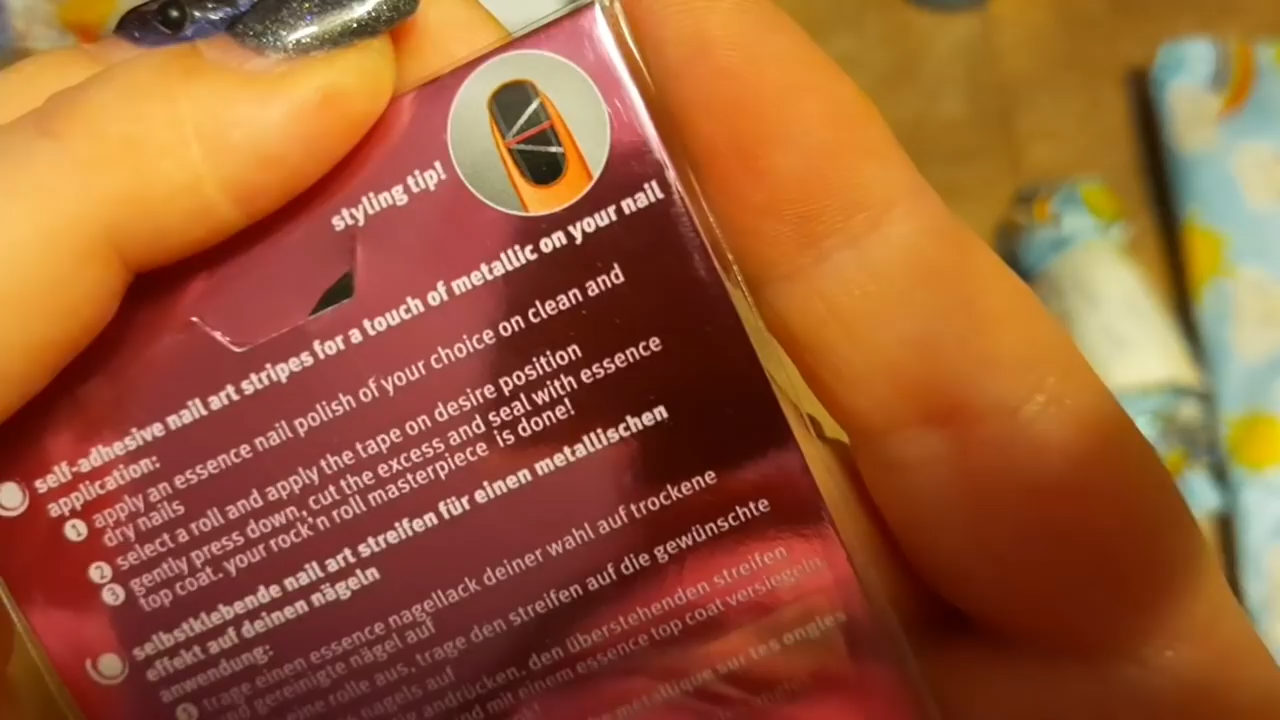 styling tip!
self-adhesive nail art stripes for a touch of metallic on your nail
application:
1 apply an essence nail polish of your choice on clean and
dry nails
2 select a roll and apply the tape on desire position
3 gently press down, cut the excess and seal with essence
top coat. your rock'n roll masterpiece is done!
selbstklebende nail art streifen für einen metallischen
effekt auf deinen nägeln
anwendung:
1 trage einen essence nagellack deiner wahl auf trockene
und gereinigte nägel auf
eine rolle aus, trage den streifen auf die gewünschte
nagels auf
andrücken, den überstehenden streifen
und mit einem essence top coat versiegeln.
métallique sur tes ongles